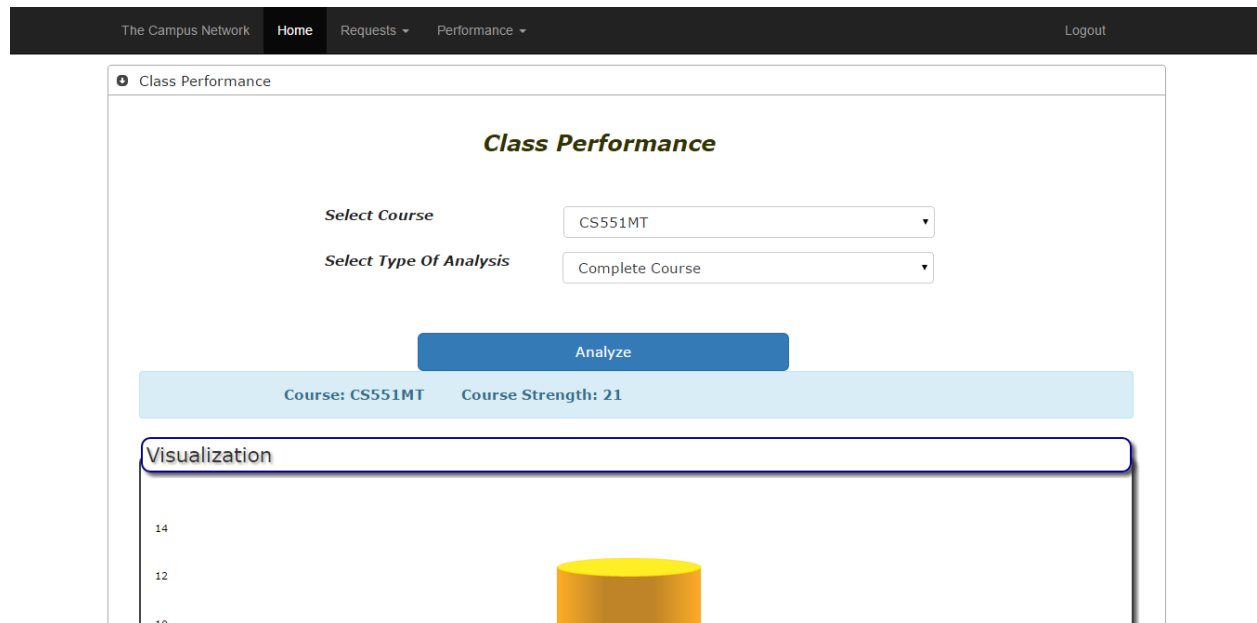 The Campus Network Home Requests Performance Logout
Class Performance
Class Performance
Select Course CS551MT
Select Type Of Analysis Complete Course
Analyze
Course: CS551MT Course Strength: 21
Visualization
14
12
10